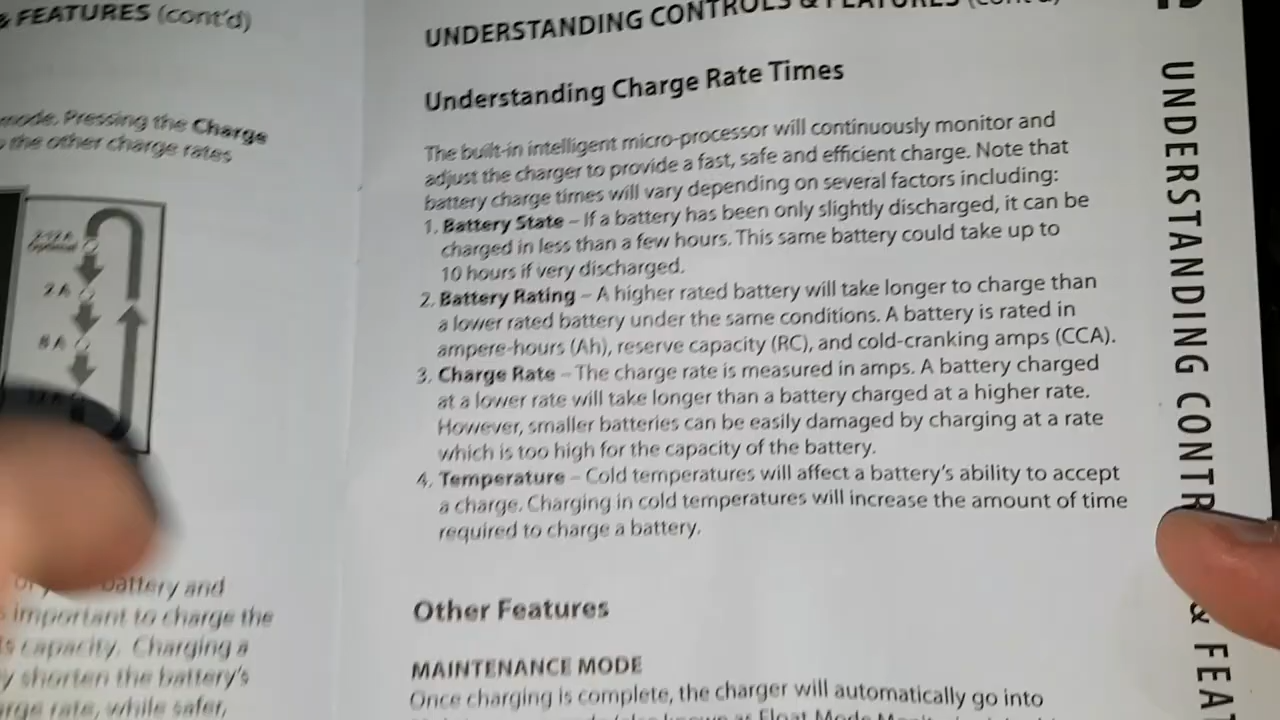 & FEATURES (cont'd)
mode. Pressing the Charge
the other charge rates
2 A
8 A
battery and
important to charge the
capacity. Charging a
shorten the battery's
rate, while safer,
UNDERSTANDING CONTROLS & FEATURES (cont'd)
Understanding Charge Rate Times
The built-in intelligent micro-processor will continuously monitor and
adjust the charger to provide a fast, safe and efficient charge. Note that
battery charge times will vary depending on several factors including:
1. Battery State – If a battery has been only slightly discharged, it can be
charged in less than a few hours. This same battery could take up to
10 hours if very discharged.
2. Battery Rating – A higher rated battery will take longer to charge than
a lower rated battery under the same conditions. A battery is rated in
ampere-hours (Ah), reserve capacity (RC), and cold-cranking amps (CCA).
3. Charge Rate – The charge rate is measured in amps. A battery charged
at a lower rate will take longer than a battery charged at a higher rate.
However, smaller batteries can be easily damaged by charging at a rate
which is too high for the capacity of the battery.
4. Temperature – Cold temperatures will affect a battery's ability to accept
a charge. Charging in cold temperatures will increase the amount of time
required to charge a battery.
Other Features
MAINTENANCE MODE
Once charging is complete, the charger will automatically go into
UNDERSTANDING CONTR & FEAT